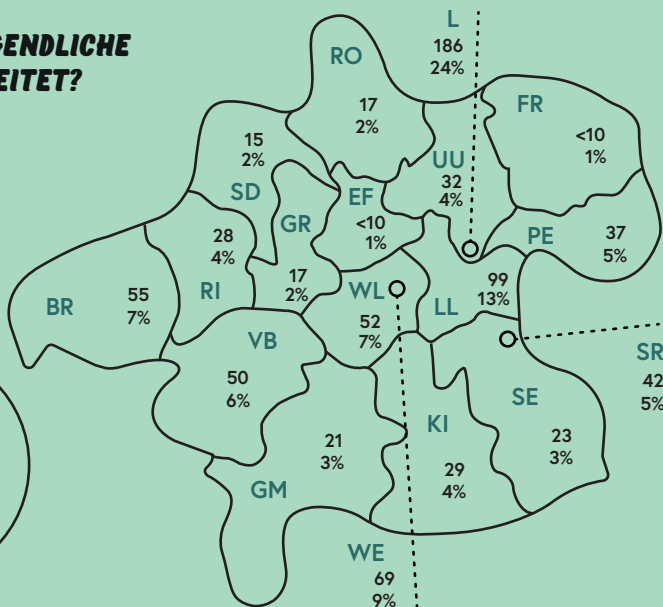 GENDLICHE
EITET?
L
186
24%
RO
17
2%
FR
<10
1%
15
2%
SD
UU
32
4%
EF
<10
1%
GR
17
2%
PE
37
5%
28
4%
RI
BR
55
7%
WL
52
7%
LL
99
13%
VB
50
6%
SR
42
5%
SE
23
3%
KI
29
4%
21
3%
GM
WE
69
9%